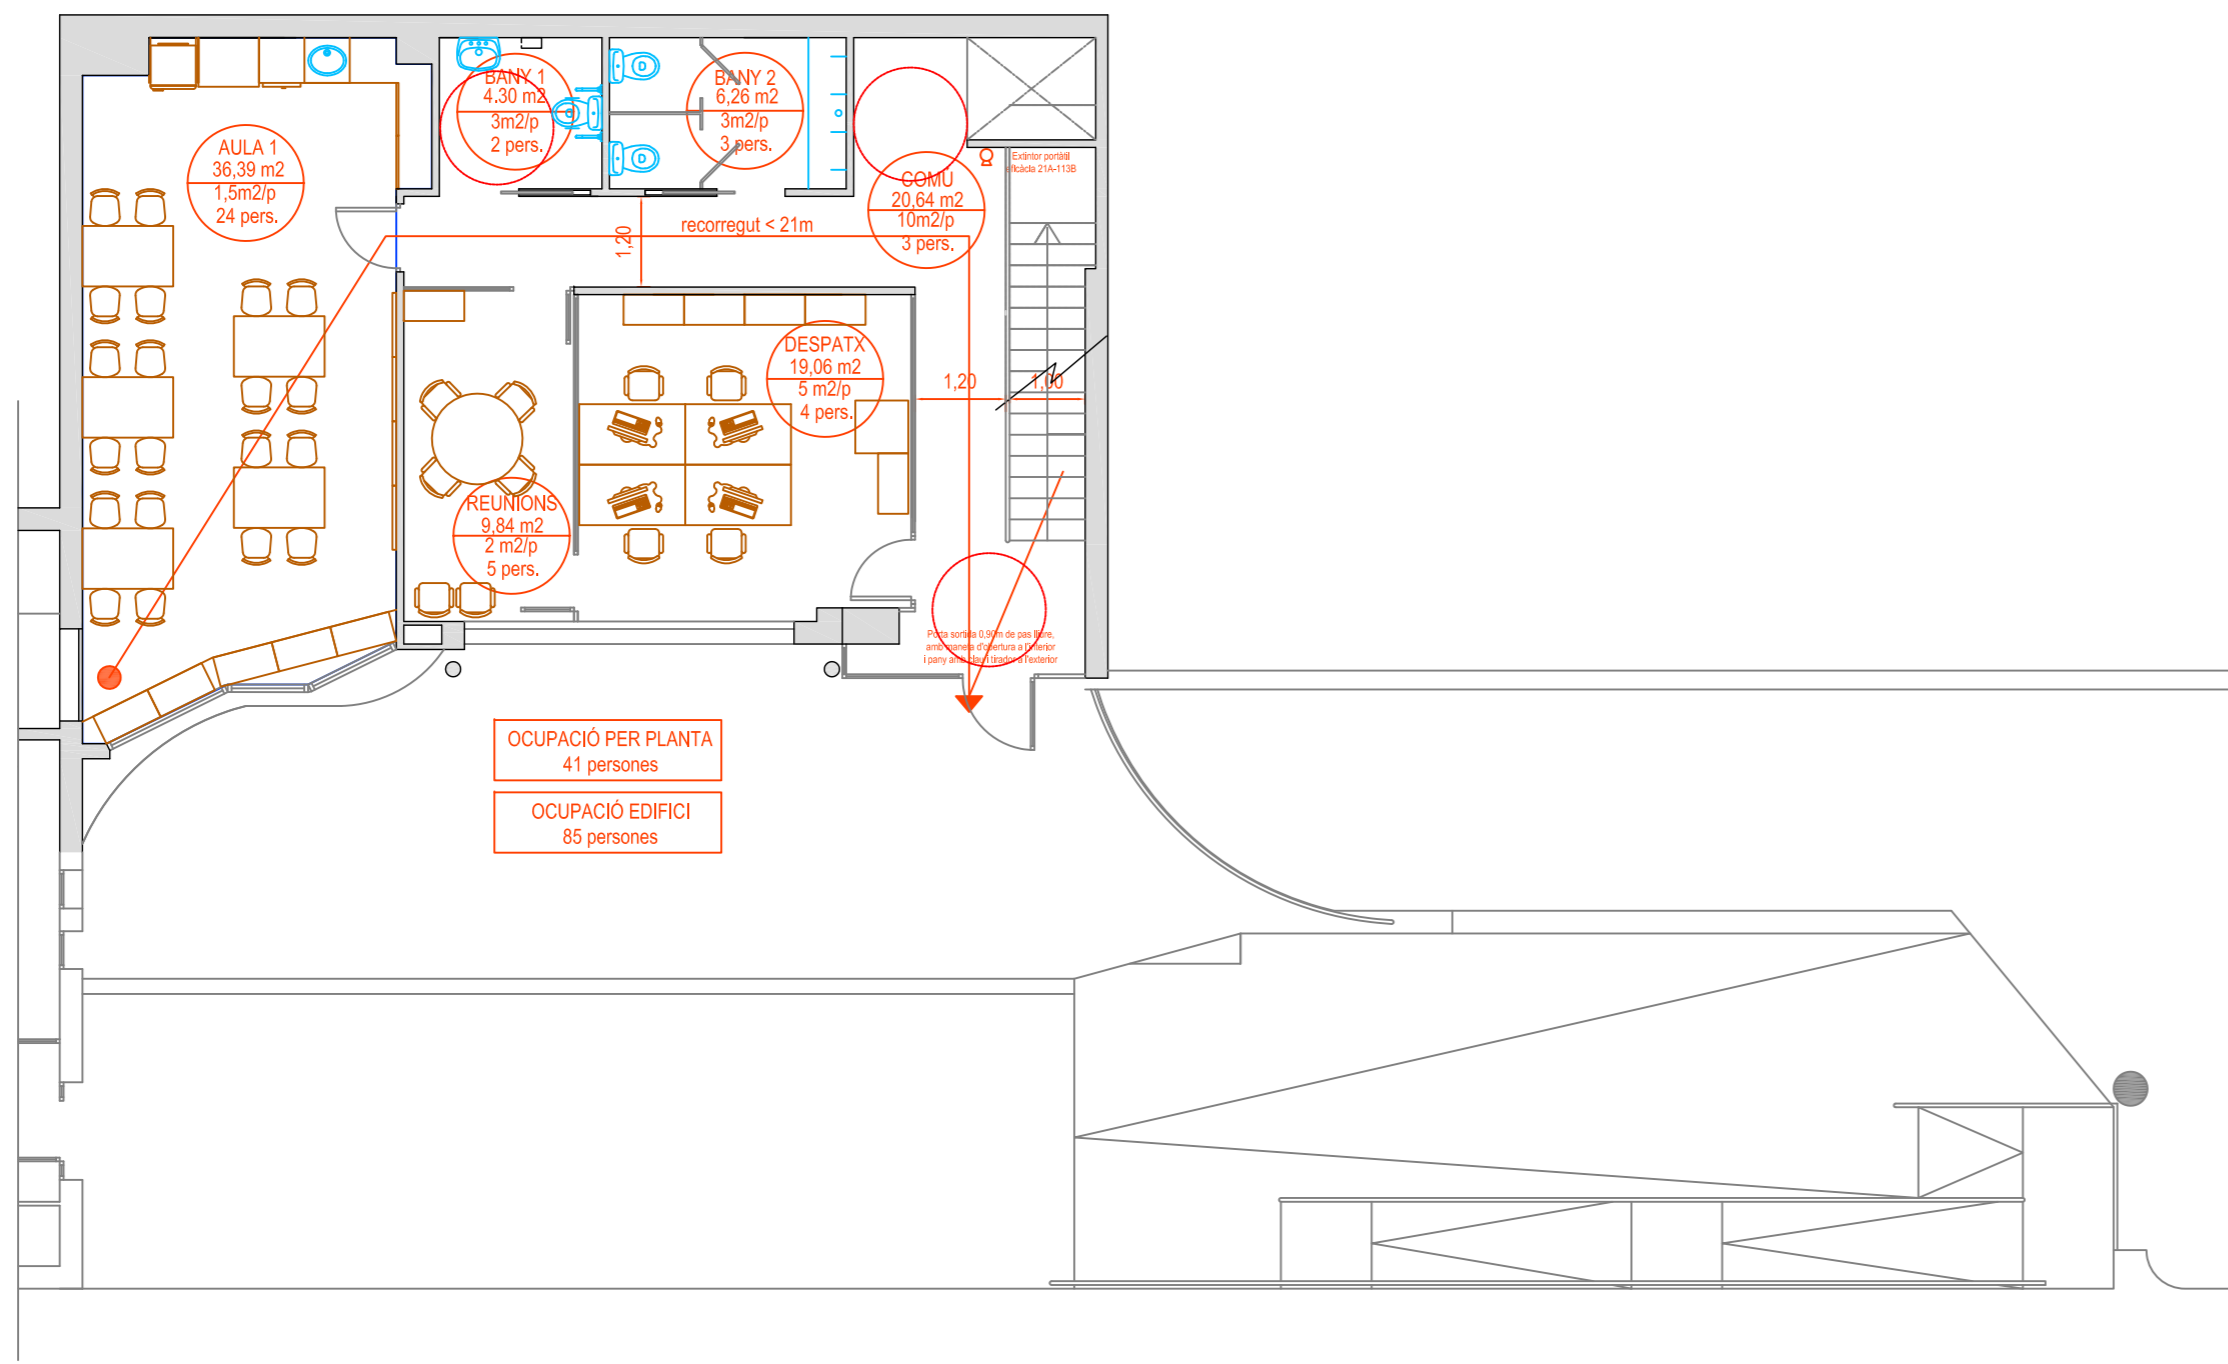 BANY 1
4.30 m2
3m2/p
2 pers.
BANY 2
6,26 m2
3m2/p
3 pers.
AULA 1
36,39 m2
1,5m2/p
24 pers.
Extintor portàtil
eficàcia 21A-113B
COMU
20,64 m2
10m2/p
3 pers.
recorregut < 21m
1,20
DESPATX
19,06 m2
5 m2/p
4 pers.
1,20
1,00
REUNIONS
9,84 m2
2 m2/p
5 pers.
Porta sortida 0,90m de pas lliure,
amb maneta d'obertura a l'interior
i pany amb clau i tirador a l'exterior
OCUPACIÓ PER PLANTA
41 persones
OCUPACIÓ EDIFICI
85 persones